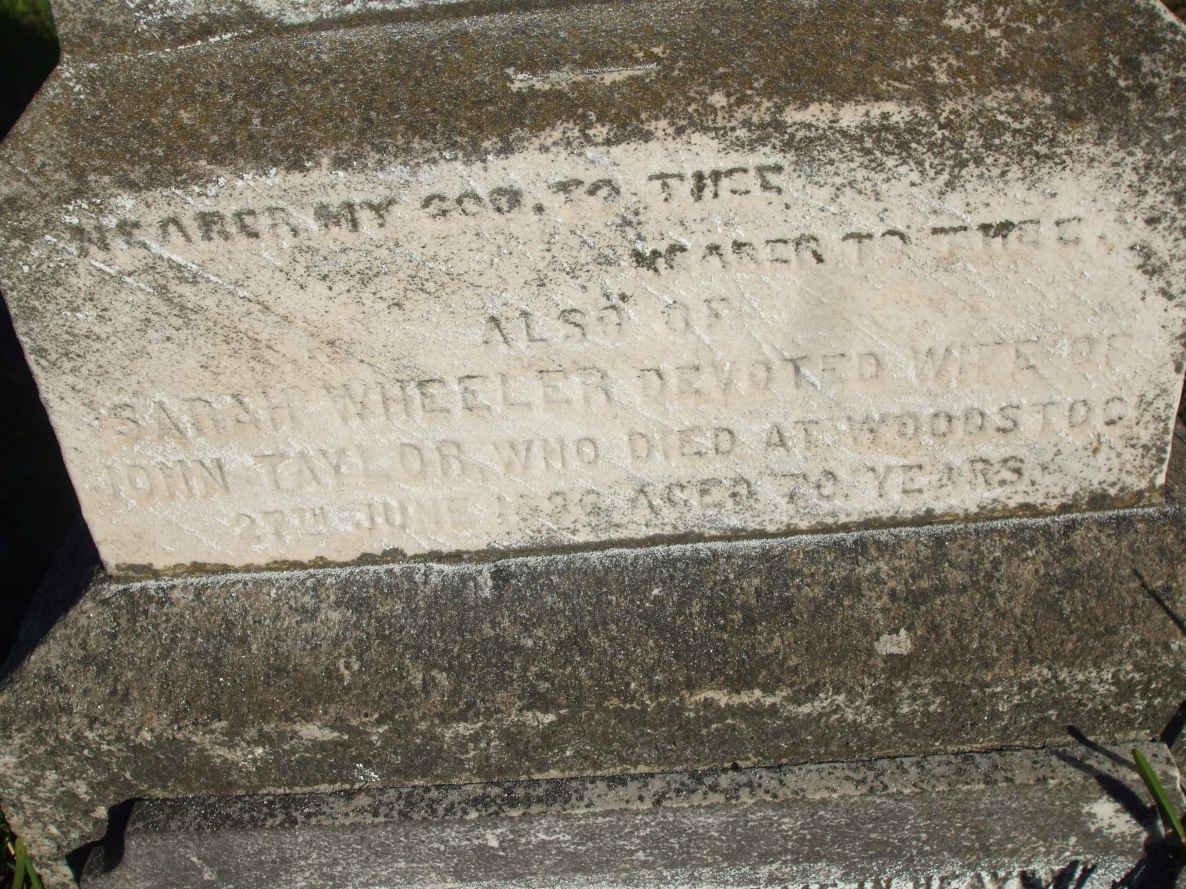 NEARER MY GOD, TO THEE
NEARER TO THEE.
ALSO OF
SARAH WHEELER DEVOTED WIFE OF
JOHN TAYLOR, WHO DIED AT WOODSTOCK
27TH JUNE AGED 70 YEARS.